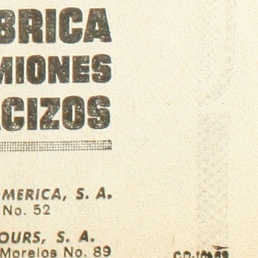 BRICA
MIONES
CIZOS
MERICA, S. A.
No. 52
OURS, S. A.
Morelos No. 89